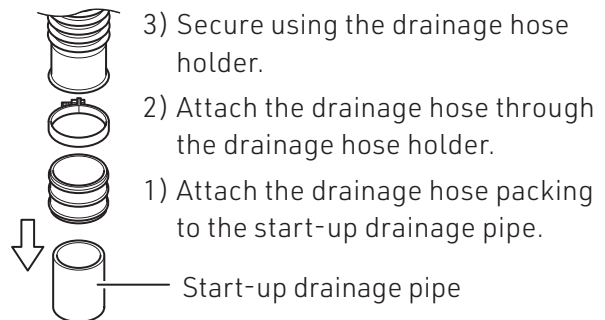 3) Secure using the drainage hose
holder.
2) Attach the drainage hose through
the drainage hose holder.
1) Attach the drainage hose packing
to the start-up drainage pipe.
Start-up drainage pipe